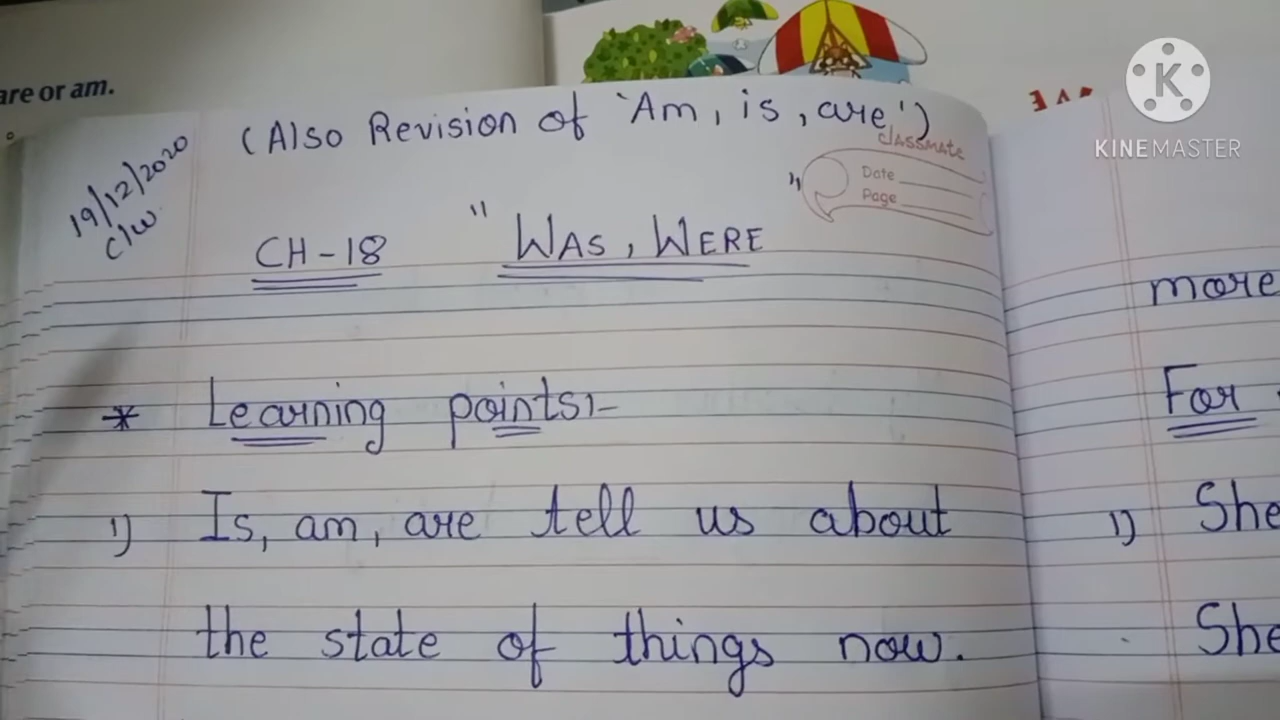 are or am.
(Also Revision of 'Am, is, are')
19/12/2020
C/W
classmate
Date
Page
CH-18 "WAS, WERE"
* Learning points:-
1) Is, am, are tell us about
the state of things now.
more
For
1) She
She
K
KINEMASTER